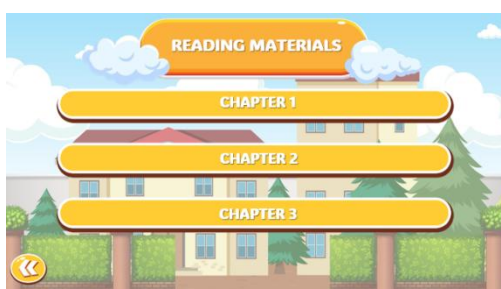 READING MATERIALS
CHAPTER 1
CHAPTER 2
CHAPTER 3